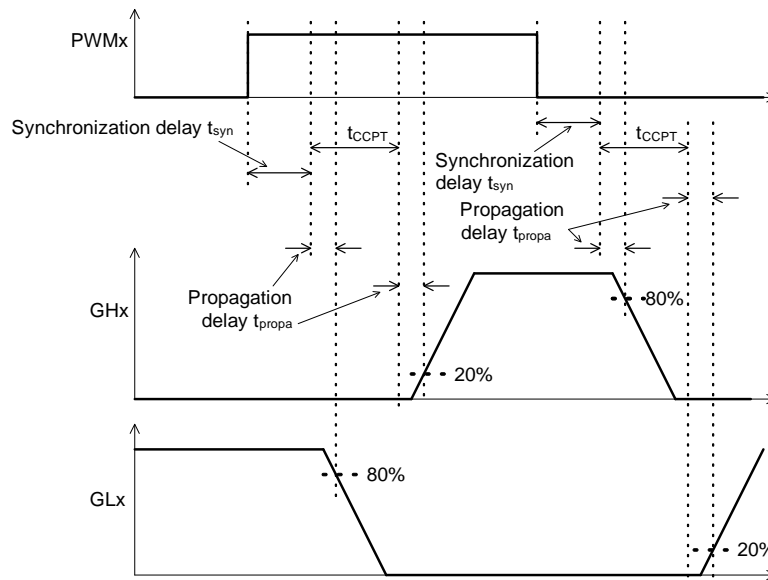 PWMx
Synchronization delay tsyn
tCCPT
Synchronization
delay tsyn
tCCPT
Propagation
delay tpropa
Propagation
delay tpropa
GHx
80%
20%
GLx
80%
20%